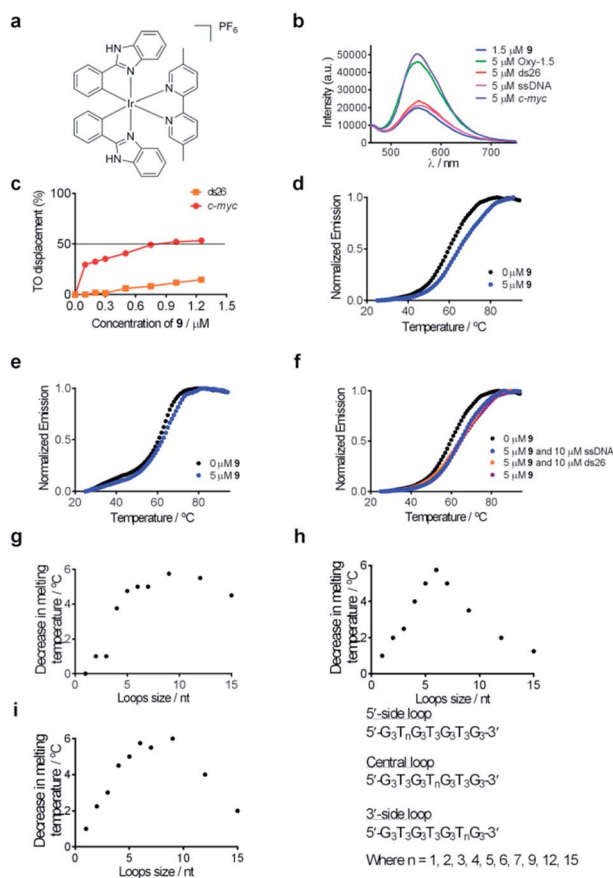 a
PF₆
HN
N
N
Ir
N
N
HN
b
Intensity (a.u.)
50000
40000
30000
20000
10000
0
500 600 700
λ / nm
1.5 μM 9
5 μM Oxy-1.5
5 μM ds26
5 μM ssDNA
5 μM c-myc
c
TO displacement (%)
100
50
0
0.0 0.3 0.6 0.9 1.2 1.5
Concentration of 9 / μM
ds26
c-myc
d
Normalized Emission
1.0
0.5
0.0
20 40 60 80
Temperature / ºC
0 μM 9
5 μM 9
e
Normalized Emission
1.0
0.5
0.0
20 40 60 80
Temperature / ºC
0 μM 9
5 μM 9
f
Normalized Emission
1.0
0.5
0.0
20 40 60 80
Temperature / ºC
0 μM 9
5 μM 9 and 10 μM ssDNA
5 μM 9 and 10 μM ds26
5 μM 9
g
Decrease in melting
temperature / ºC
6
4
2
0
0 5 10 15
Loops size / nt
h
Decrease in melting
temperature / ºC
6
4
2
0
0 5 10 15
Loops size / nt
i
Decrease in melting
temperature / ºC
6
4
2
0
0 5 10 15
Loops size / nt
5′-side loop
5′-G₃TₙG₃T₃G₃T₃G₃-3′
Central loop
5′-G₃T₃G₃TₙG₃T₃G₃-3′
3′-side loop
5′-G₃T₃G₃T₃G₃TₙG₃-3′
Where n = 1, 2, 3, 4, 5, 6, 7, 9, 12, 15